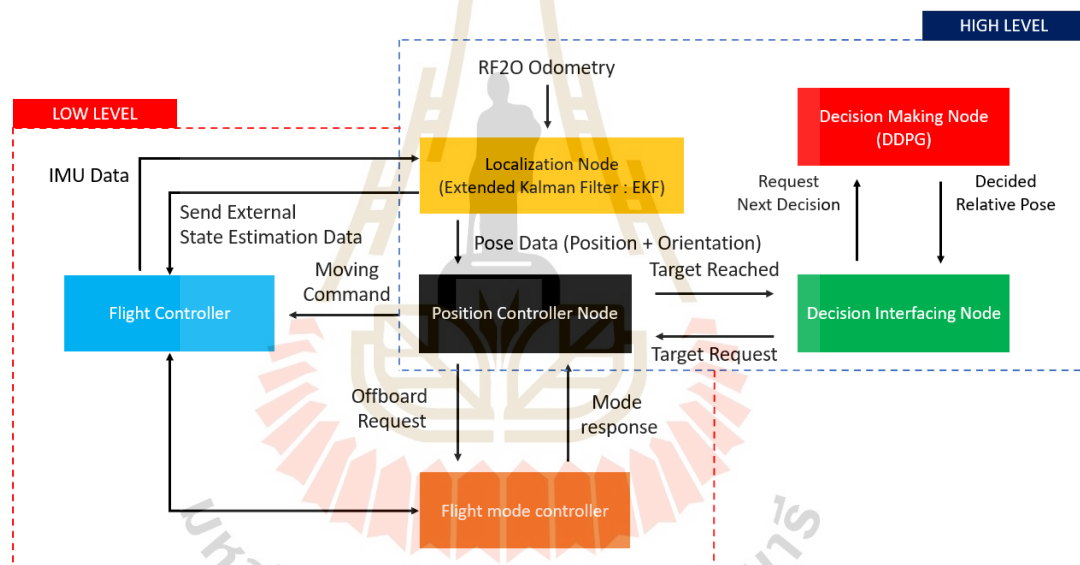 HIGH LEVEL
RF2O Odometry
LOW LEVEL
Decision Making Node
(DDPG)
IMU Data
Localization Node
(Extended Kalman Filter : EKF)
Request
Next Decision
Decided
Relative Pose
Send External
State Estimation Data
Pose Data (Position + Orientation)
Moving
Command
Target Reached
Flight Controller
Position Controller Node
Decision Interfacing Node
Target Request
Offboard
Request
Mode
response
Flight mode controller